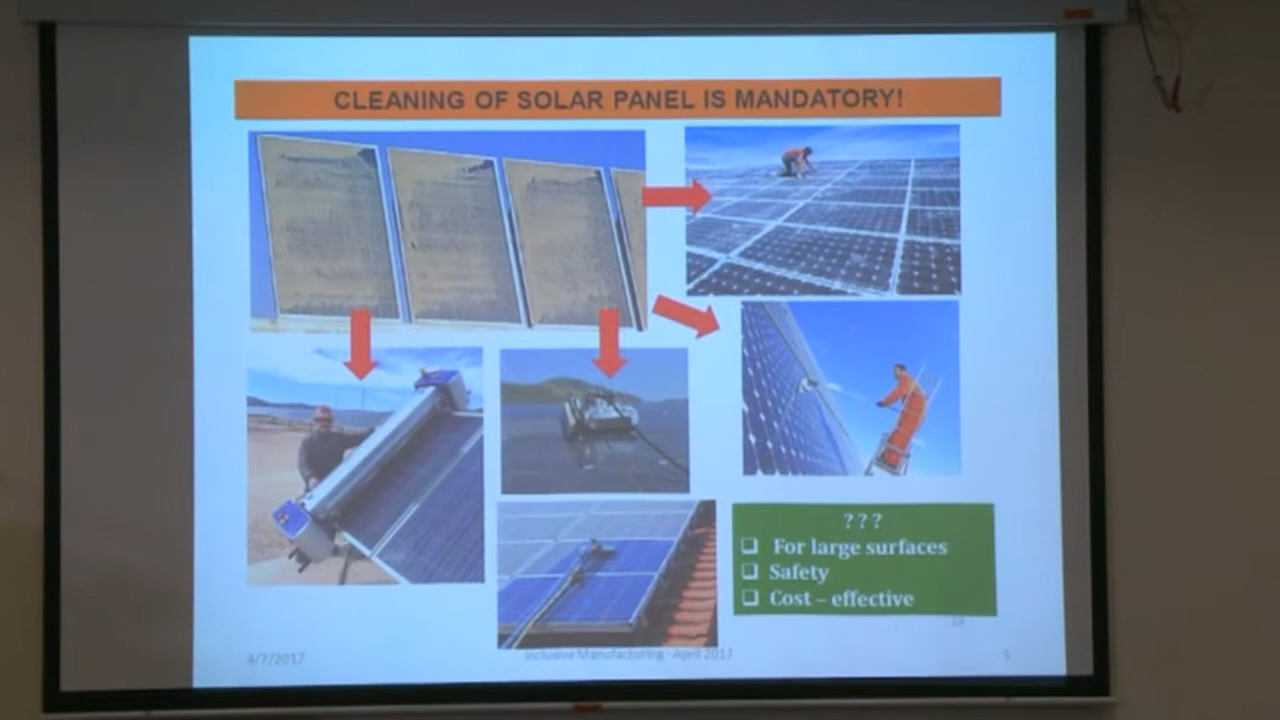 CLEANING OF SOLAR PANEL IS MANDATORY!
? ? ?
For large surfaces
Safety
Cost – effective
4/7/2017
Inclusive Manufacturing - April 2017
5